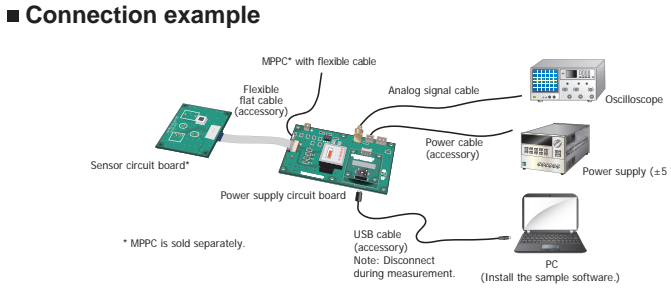 ■ Connection example
MPPC* with flexible cable
Flexible
flat cable
(accessory)
Analog signal cable
Oscilloscope
Power cable
(accessory)
Sensor circuit board*
Power supply (±5
Power supply circuit board
USB cable
(accessory)
Note: Disconnect
during measurement.
* MPPC is sold separately.
PC
(Install the sample software.)